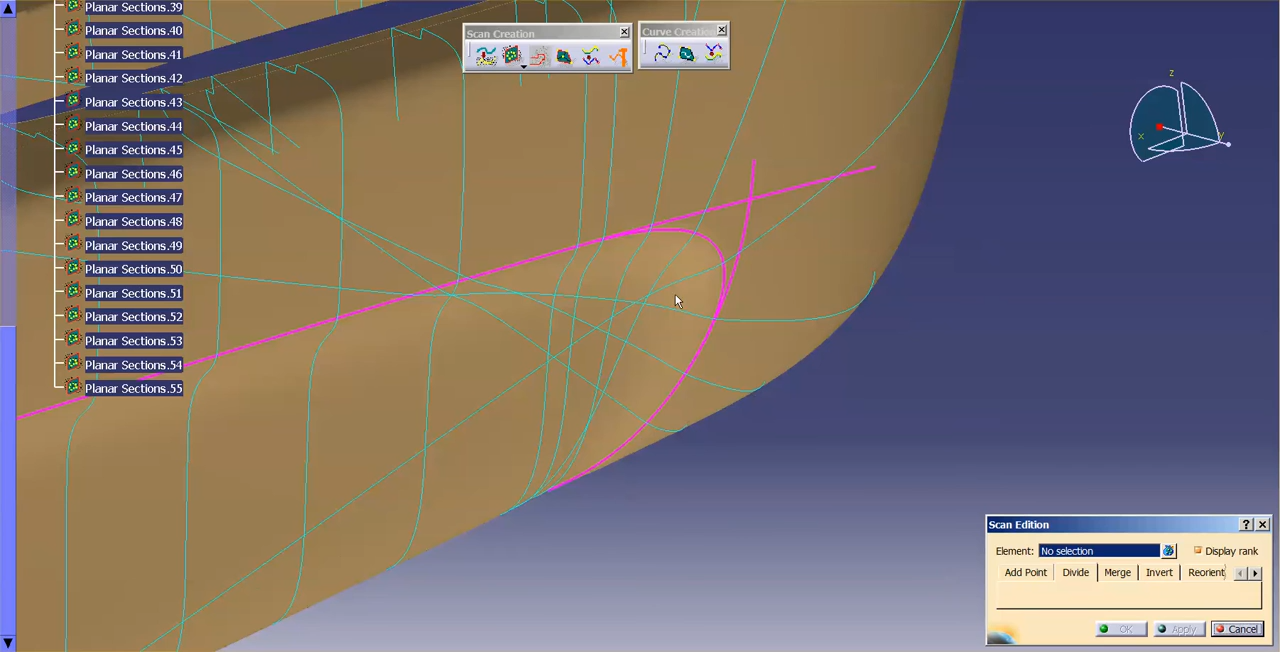 Planar Sections.39
Planar Sections.40
Planar Sections.41
Planar Sections.42
Planar Sections.43
Planar Sections.44
Planar Sections.45
Planar Sections.46
Planar Sections.47
Planar Sections.48
Planar Sections.49
Planar Sections.50
Planar Sections.51
Planar Sections.52
Planar Sections.53
Planar Sections.54
Planar Sections.55
Scan Creation
Curve Creation
z
x
y
Scan Edition
Element: No selection Display rank
Add Point Divide Merge Invert Reorient
OK Apply Cancel